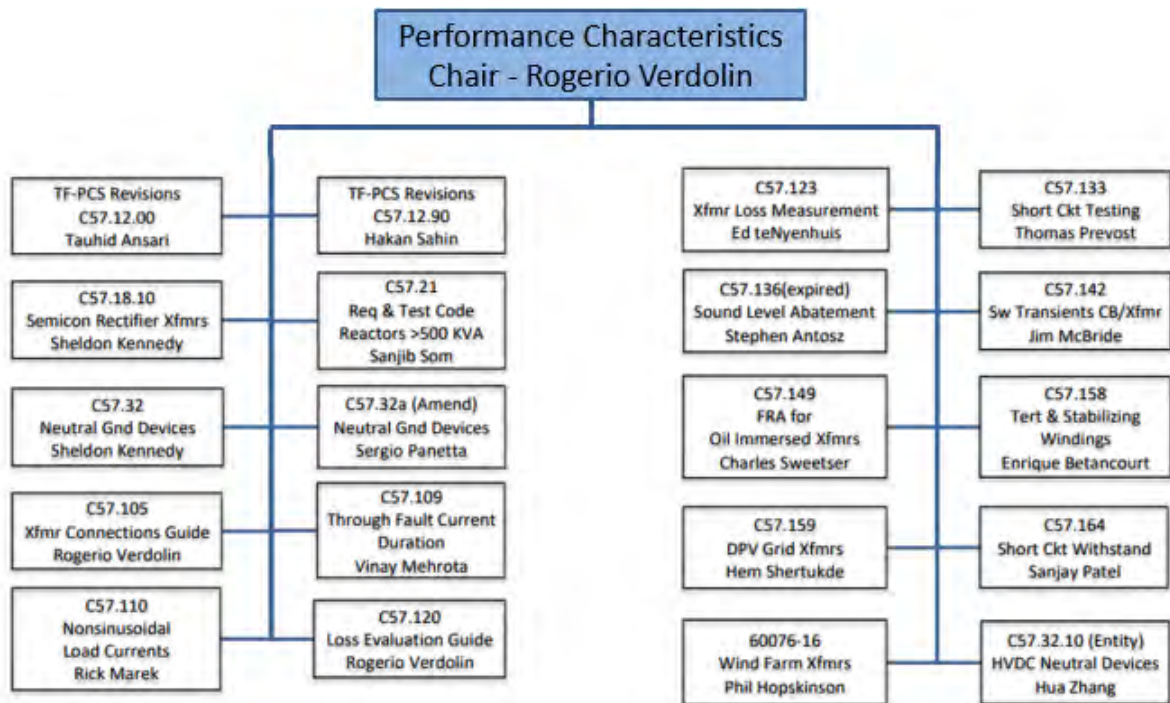 Performance Characteristics
Chair - Rogerio Verdolin
TF-PCS Revisions
C57.12.00
Tauhid Ansari
TF-PCS Revisions
C57.12.90
Hakan Sahin
C57.18.10
Semicon Rectifier Xfmrs
Sheldon Kennedy
C57.21
Req & Test Code
Reactors >500 KVA
Sanjib Som
C57.32
Neutral Gnd Devices
Sheldon Kennedy
C57.32a (Amend)
Neutral Gnd Devices
Sergio Panetta
C57.105
Xfmr Connections Guide
Rogerio Verdolin
C57.109
Through Fault Current
Duration
Vinay Mehrota
C57.110
Nonsinusoidal
Load Currents
Rick Marek
C57.120
Loss Evaluation Guide
Rogerio Verdolin
C57.123
Xfmr Loss Measurement
Ed teNyenhuis
C57.133
Short Ckt Testing
Thomas Prevost
C57.136(expired)
Sound Level Abatement
Stephen Antosz
C57.142
Sw Transients CB/Xfmr
Jim McBride
C57.149
FRA for
Oil Immersed Xfmrs
Charles Sweetser
C57.158
Tert & Stabilizing
Windings
Enrique Betancourt
C57.159
DPV Grid Xfmrs
Hem Shertukde
C57.164
Short Ckt Withstand
Sanjay Patel
60076-16
Wind Farm Xfmrs
Phil Hopskinson
C57.32.10 (Entity)
HVDC Neutral Devices
Hua Zhang